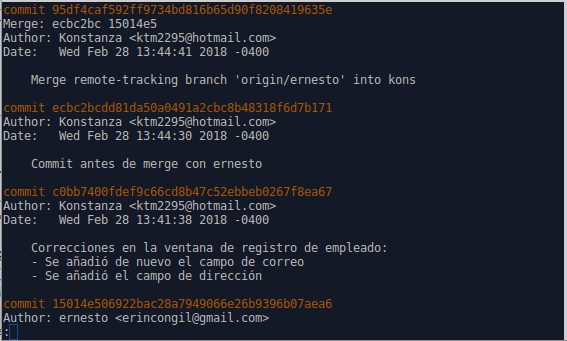 commit 95df4caf592ff9734bd816b65d90f8208419635e
Merge: ecbc2bc 15014e5
Author: Konstanza <ktm2295@hotmail.com>
Date:   Wed Feb 28 13:44:41 2018 -0400
Merge remote-tracking branch 'origin/ernesto' into kons
commit ecbc2bcdd81da50a0491a2cbc8b48318f6d7b171
Author: Konstanza <ktm2295@hotmail.com>
Date:   Wed Feb 28 13:44:30 2018 -0400
Commit antes de merge con ernesto
commit c0bb7400fdef9c66cd8b47c52ebbeb0267f8ea67
Author: Konstanza <ktm2295@hotmail.com>
Date:   Wed Feb 28 13:41:38 2018 -0400
Correcciones en la ventana de registro de empleado:
- Se añadió de nuevo el campo de correo
- Se añadió el campo de dirección
commit 15014e506922bac28a7949066e26b9396b07aea6
Author: ernesto <erincongil@gmail.com>
: